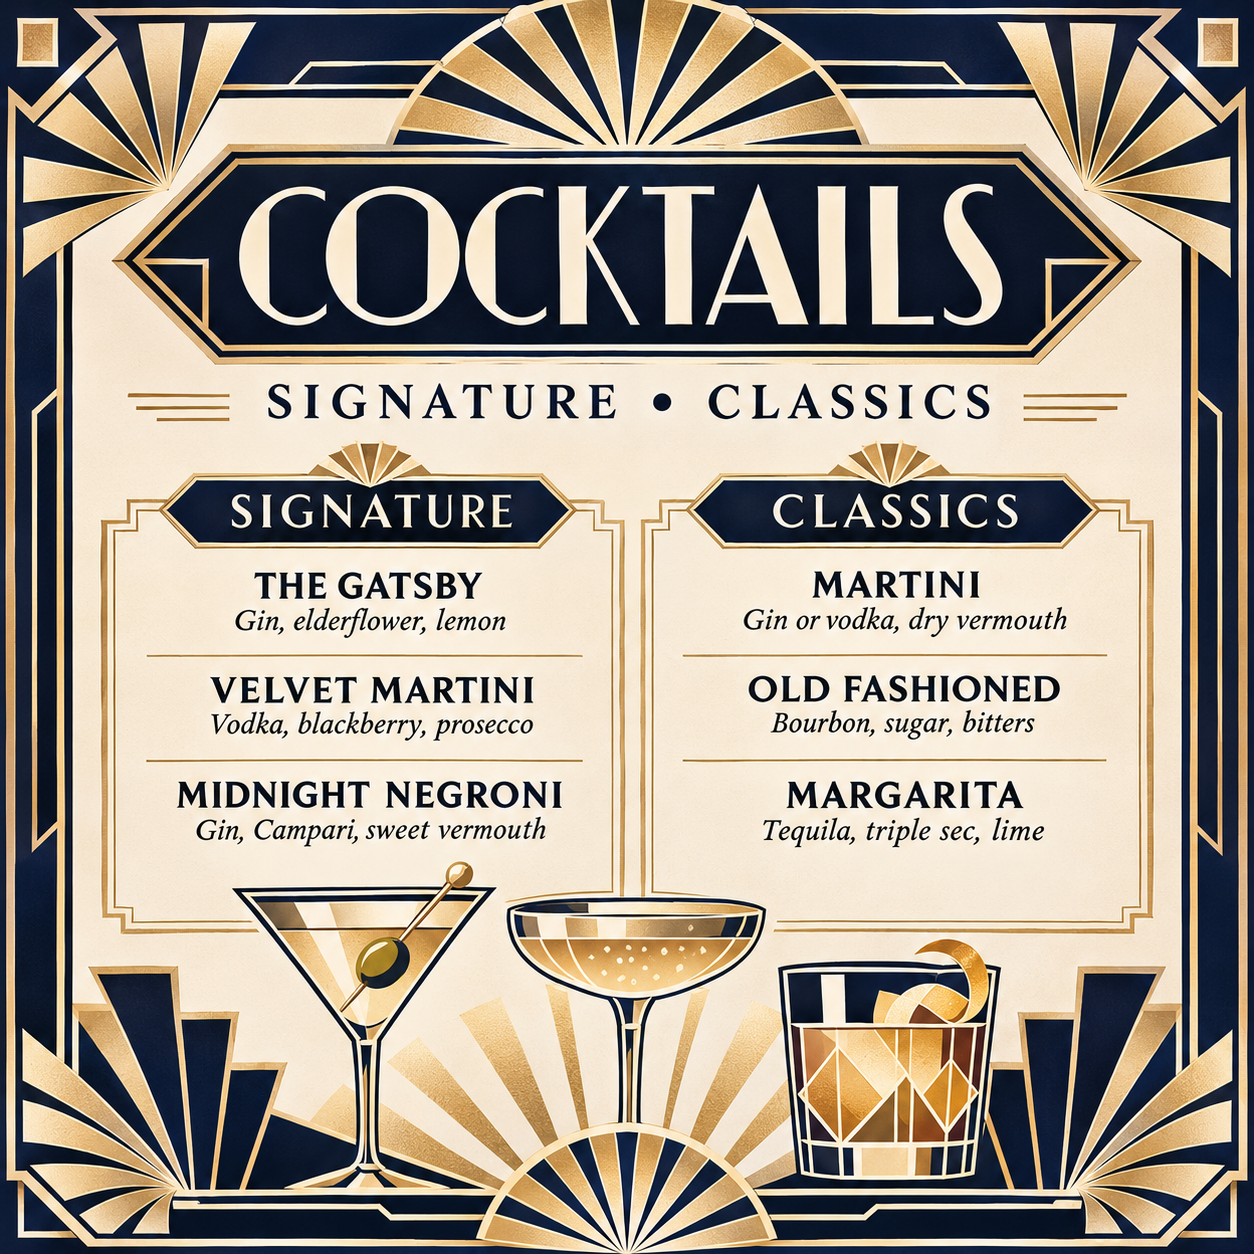 COCKTAILS
SIGNATURE • CLASSICS
SIGNATURE
THE GATSBY
Gin, elderflower, lemon
VELVET MARTINI
Vodka, blackberry, prosecco
MIDNIGHT NEGRONI
Gin, Campari, sweet vermouth
CLASSICS
MARTINI
Gin or vodka, dry vermouth
OLD FASHIONED
Bourbon, sugar, bitters
MARGARITA
Tequila, triple sec, lime